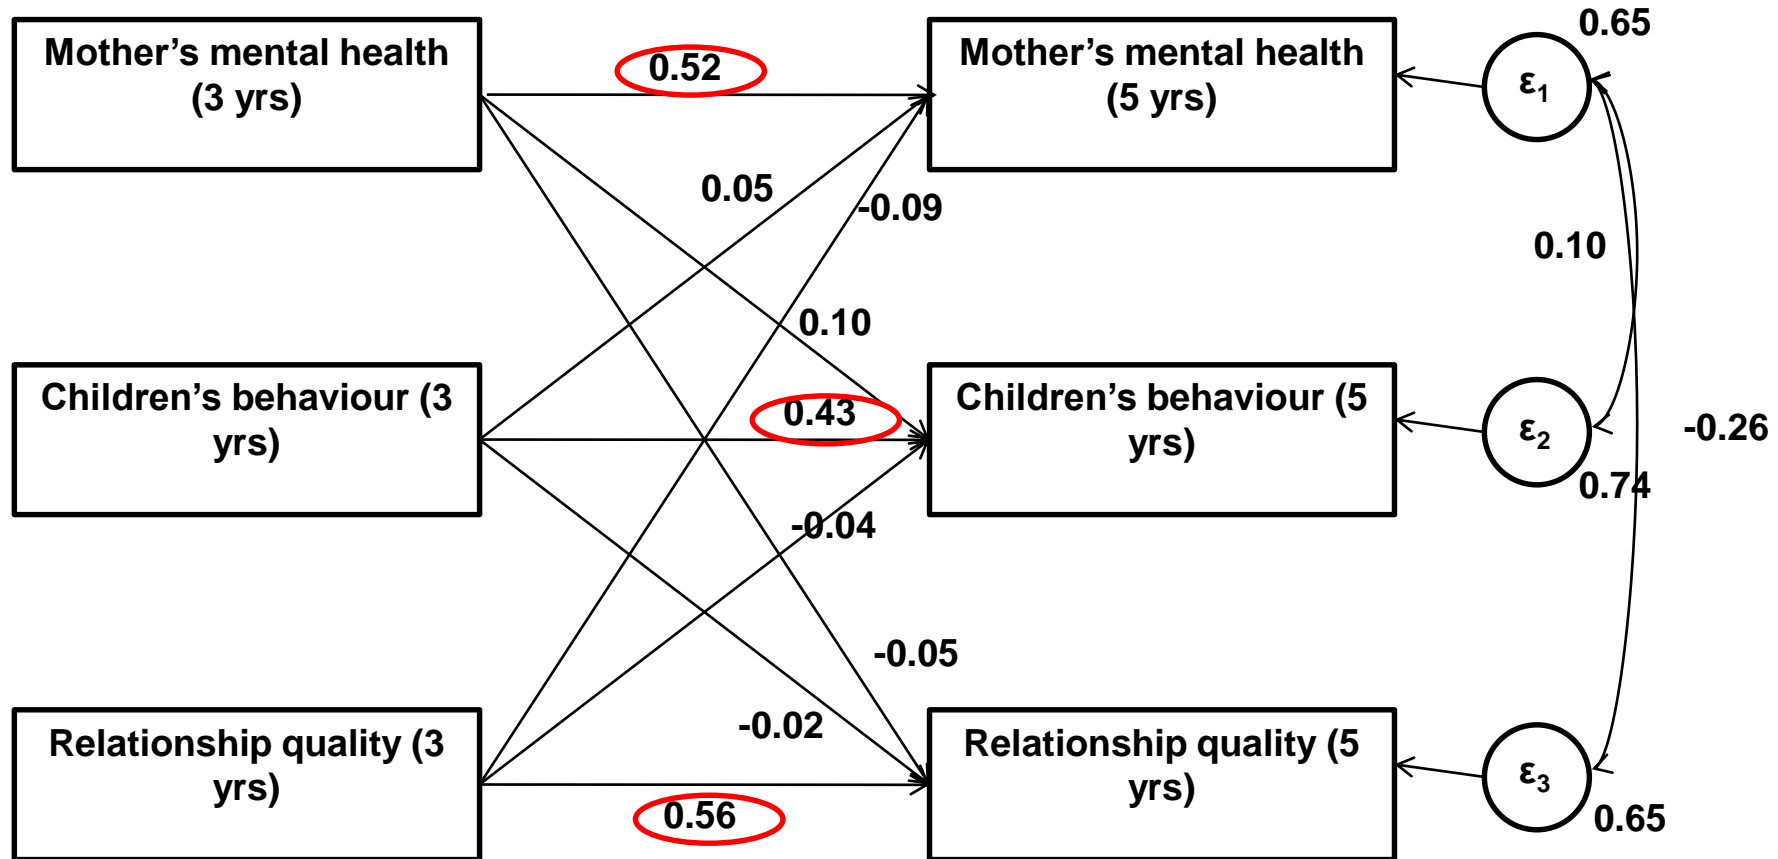 Mother’s mental health
(3 yrs)
0.52
Mother’s mental health
(5 yrs)
0.65
ε1
0.05
-0.09
0.10
0.10
Children’s behaviour (3
yrs)
0.43
Children’s behaviour (5
yrs)
ε2
-0.26
0.74
-0.04
-0.05
-0.02
Relationship quality (3
yrs)
0.56
Relationship quality (5
yrs)
ε3
0.65